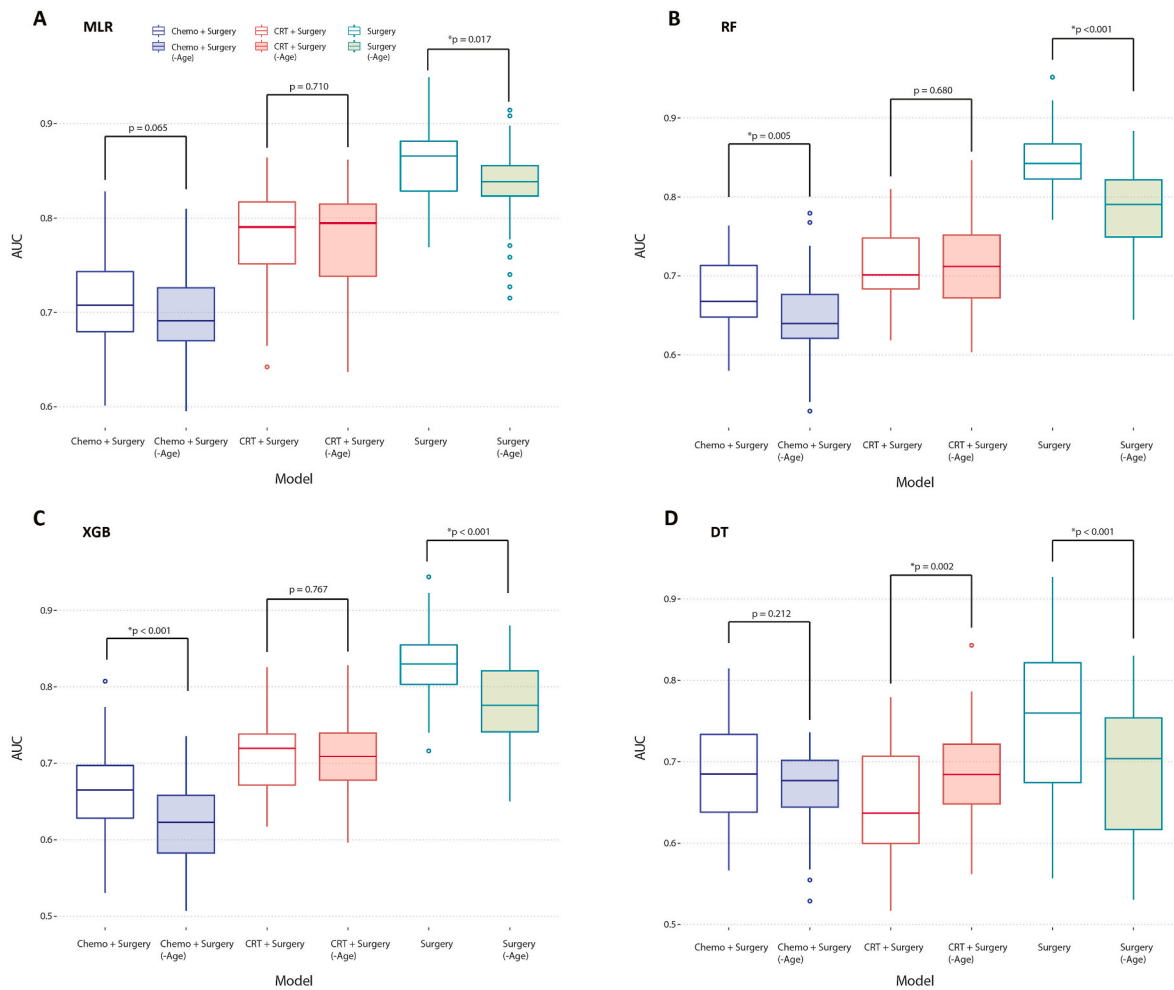 A
MLR
Chemo + Surgery
CRT + Surgery
Surgery
Chemo + Surgery
(-Age)
CRT + Surgery
(-Age)
Surgery
(-Age)
*p = 0.017
p = 0.710
p = 0.065
AUC
0.9
0.8
0.7
0.6
Chemo + Surgery
Chemo + Surgery
(-Age)
CRT + Surgery
CRT + Surgery
(-Age)
Surgery
Surgery
(-Age)
Model
B
RF
*p <0.001
p = 0.680
*p = 0.005
AUC
0.9
0.8
0.7
0.6
Chemo + Surgery
Chemo + Surgery
(-Age)
CRT + Surgery
CRT + Surgery
(-Age)
Surgery
Surgery
(-Age)
Model
C
XGB
*p < 0.001
p = 0.767
*p < 0.001
AUC
0.9
0.8
0.7
0.6
0.5
Chemo + Surgery
Chemo + Surgery
(-Age)
CRT + Surgery
CRT + Surgery
(-Age)
Surgery
Surgery
(-Age)
Model
D
DT
*p < 0.001
*p = 0.002
p = 0.212
AUC
0.9
0.8
0.7
0.6
0.5
Chemo + Surgery
Chemo + Surgery
(-Age)
CRT + Surgery
CRT + Surgery
(-Age)
Surgery
Surgery
(-Age)
Model